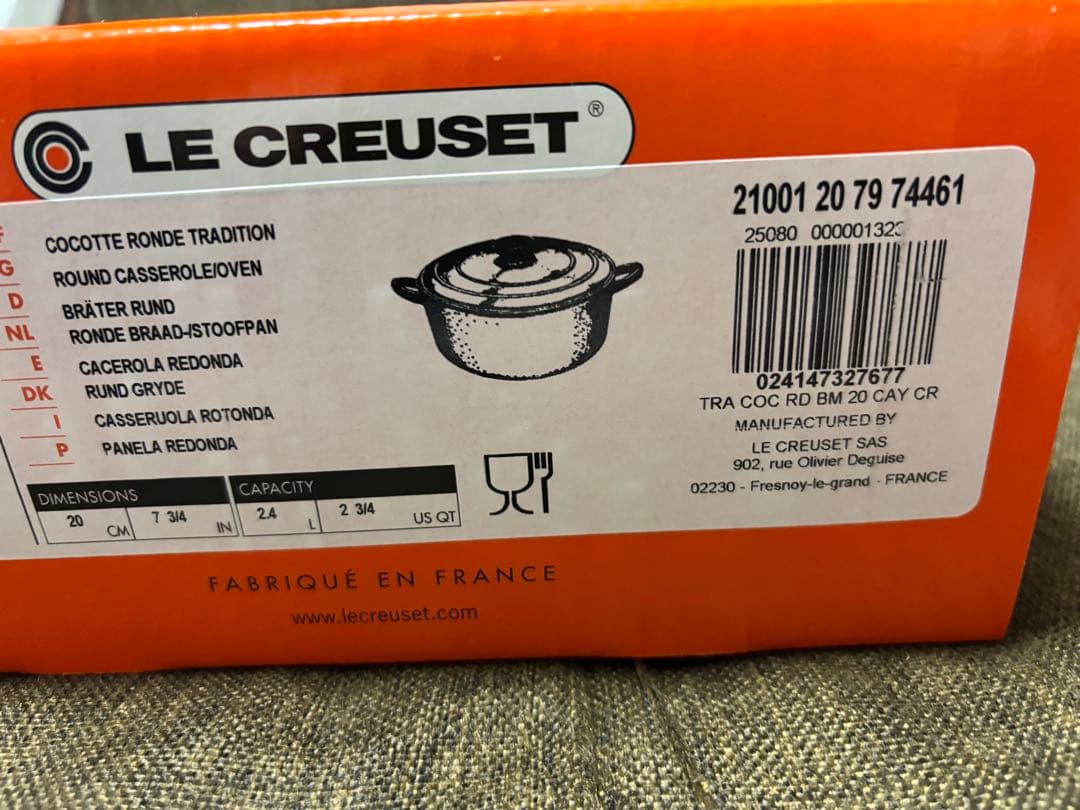 LE CREUSET ®
F COCOTTE RONDE TRADITION
G ROUND CASSEROLE/OVEN
D BRÄTER RUND
NL RONDE BRAAD-/STOOFPAN
E CACEROLA REDONDA
DK RUND GRYDE
I CASSERUOLA ROTONDA
P PANELA REDONDA
DIMENSIONS CAPACITY
20 CM 7 3/4 IN 2.4 L 2 3/4 US QT
21001 20 79 74461
25080 000001323
024147327677
TRA COC RD BM 20 CAY CR
MANUFACTURED BY
LE CREUSET SAS
902, rue Olivier Deguise
02230 - Fresnoy-le-grand - FRANCE
FABRIQUÉ EN FRANCE
www.lecreuset.com